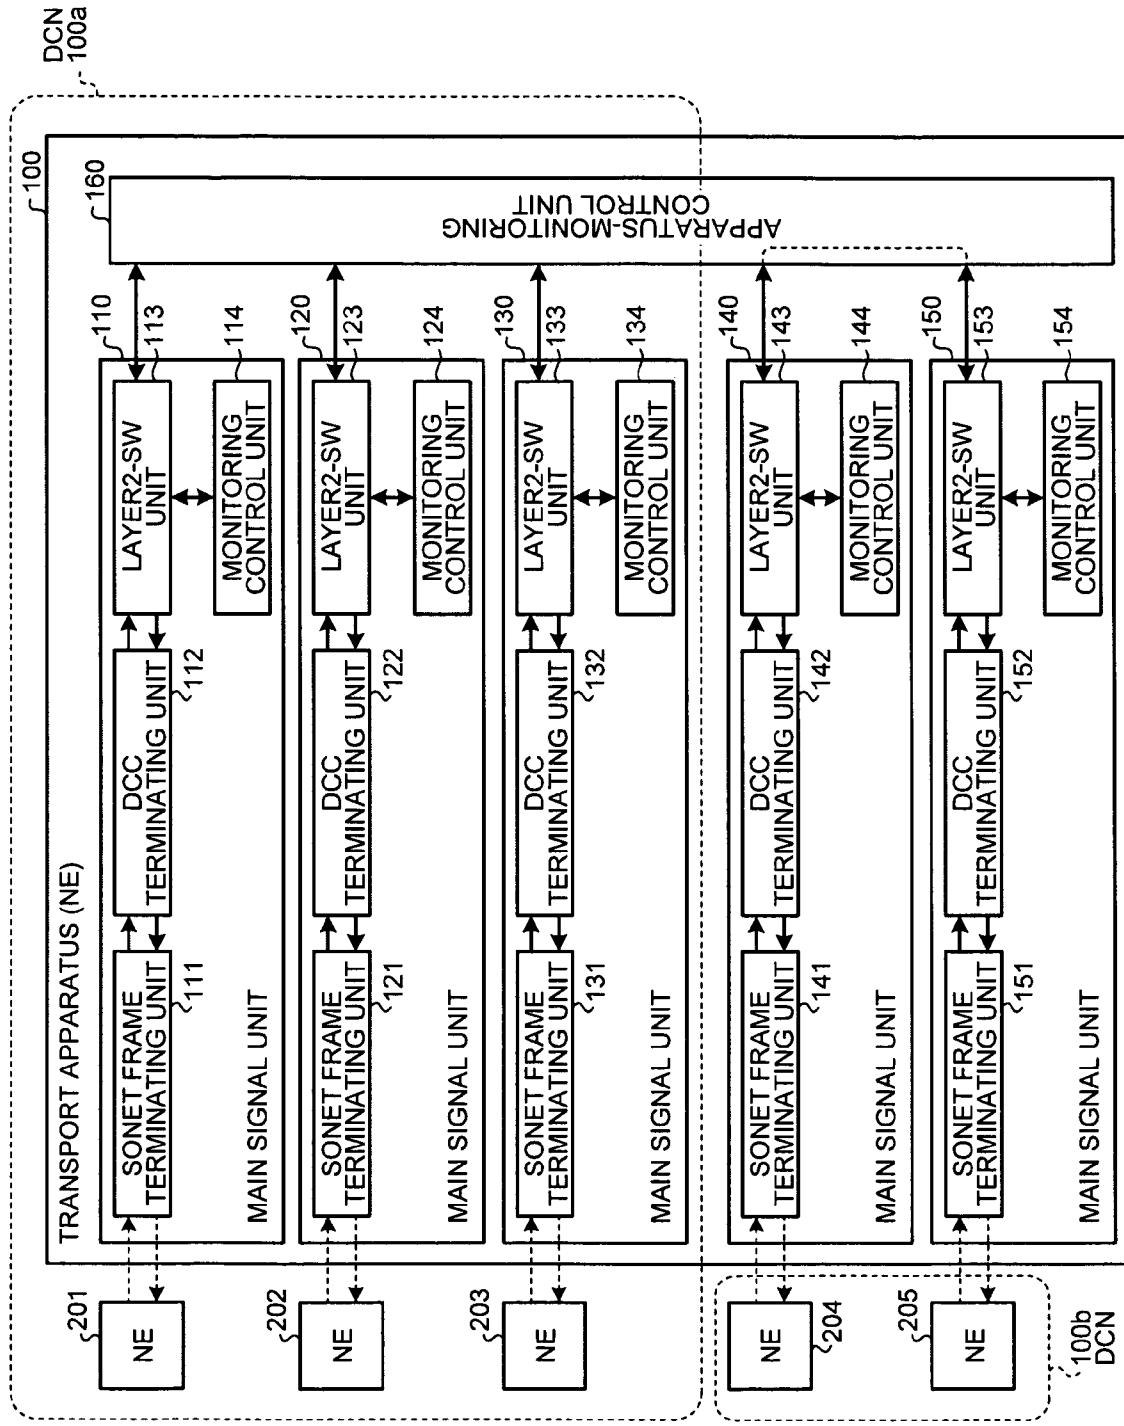 DCN
100a
100
TRANSPORT APPARATUS (NE)
160
APPARATUS-MONITORING
CONTROL UNIT
201
NE
110
SONET FRAME
TERMINATING UNIT
111
DCC
TERMINATING UNIT
112
LAYER2-SW
UNIT
113
MONITORING
CONTROL UNIT
114
MAIN SIGNAL UNIT
202
NE
120
SONET FRAME
TERMINATING UNIT
121
DCC
TERMINATING UNIT
122
LAYER2-SW
UNIT
123
MONITORING
CONTROL UNIT
124
MAIN SIGNAL UNIT
203
NE
130
SONET FRAME
TERMINATING UNIT
131
DCC
TERMINATING UNIT
132
LAYER2-SW
UNIT
133
MONITORING
CONTROL UNIT
134
MAIN SIGNAL UNIT
NE
204
140
SONET FRAME
TERMINATING UNIT
141
DCC
TERMINATING UNIT
142
LAYER2-SW
UNIT
143
MONITORING
CONTROL UNIT
144
MAIN SIGNAL UNIT
205
NE
150
SONET FRAME
TERMINATING UNIT
151
DCC
TERMINATING UNIT
152
LAYER2-SW
UNIT
153
MONITORING
CONTROL UNIT
154
MAIN SIGNAL UNIT
100b
DCN